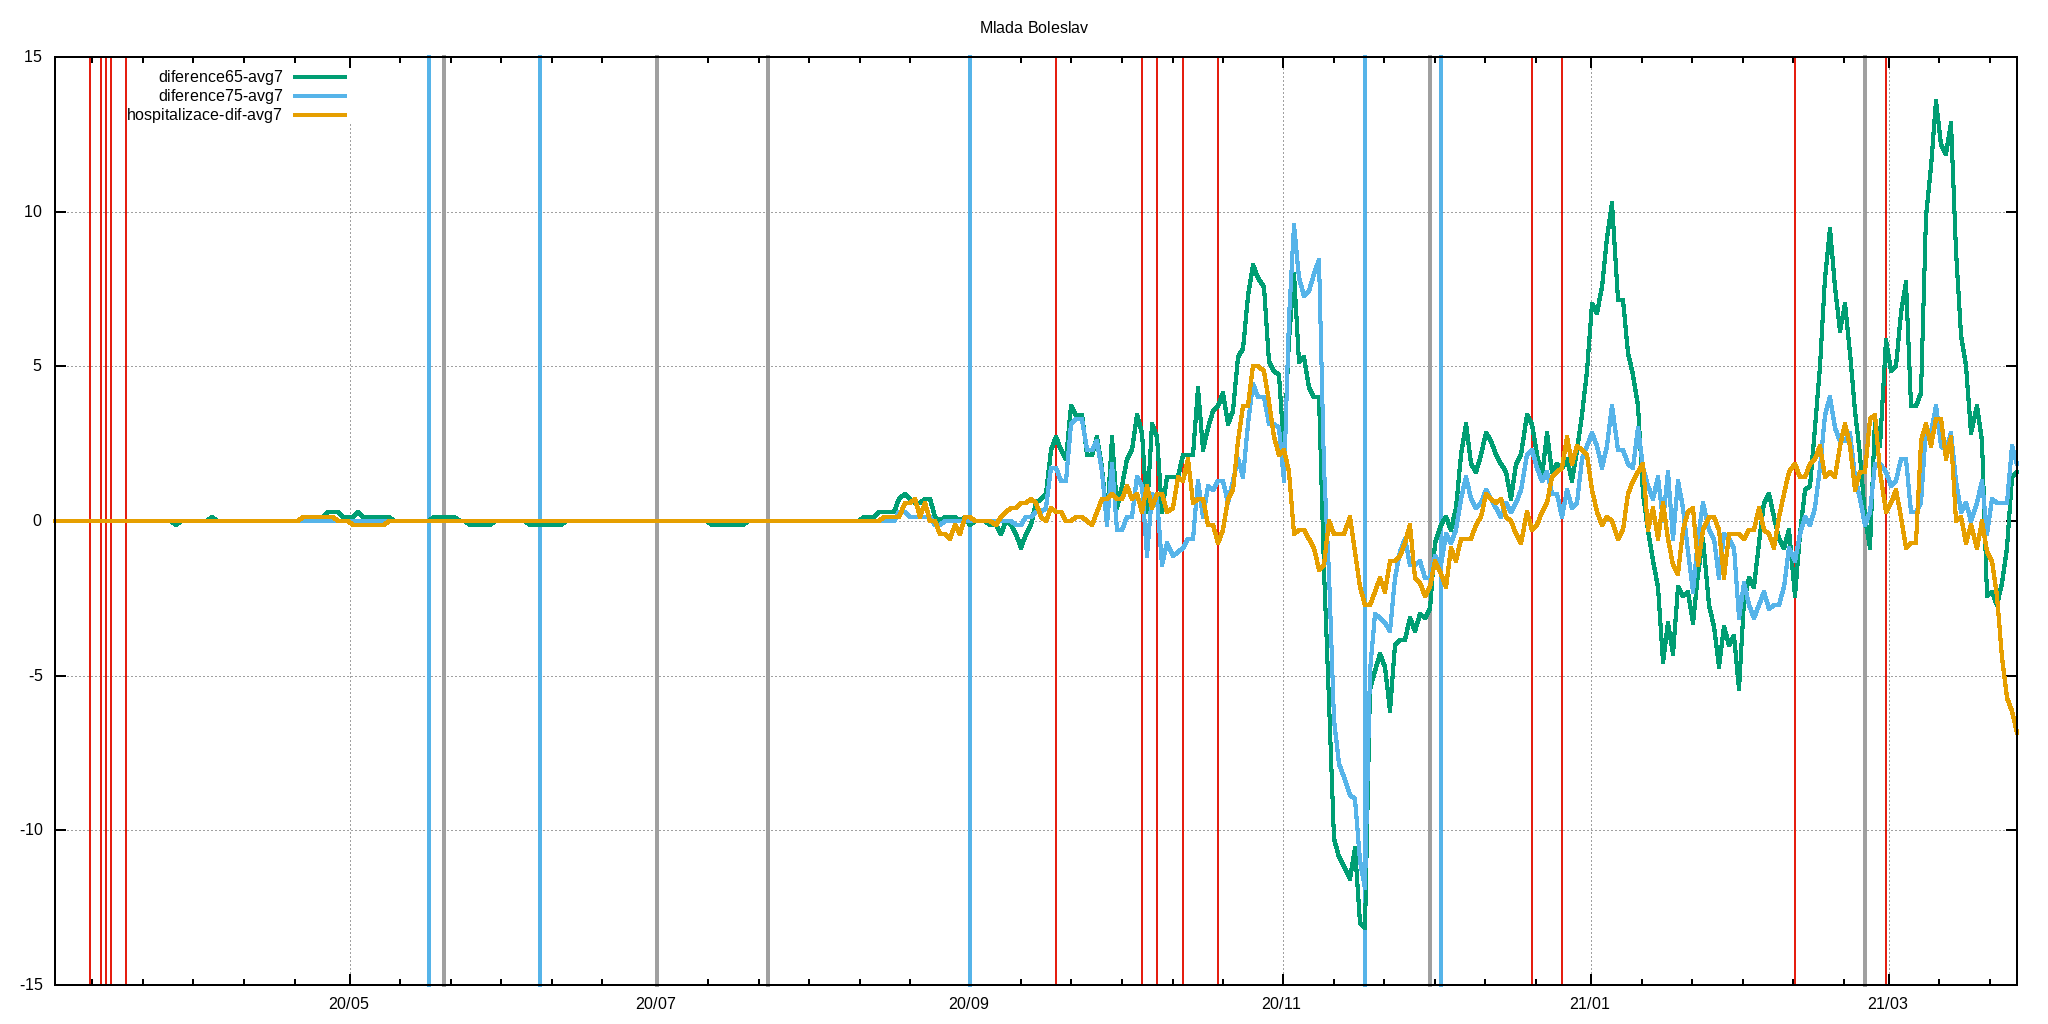 Mlada Boleslav
15
diference65-avg7
diference75-avg7
hospitalizace-dif-avg7
10
5
0
-5
-10
-15
20/05 20/07 20/09 20/11 21/01 21/03